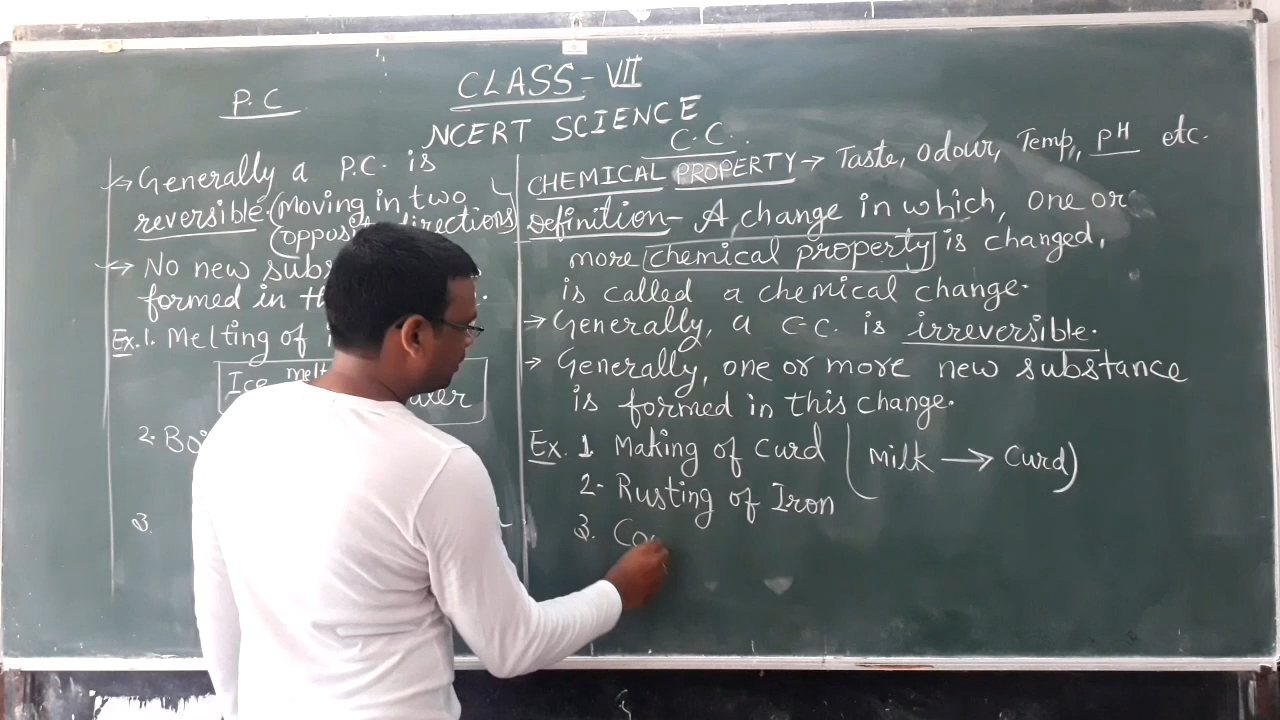 CLASS - VII
NCERT SCIENCE
P.C
→ Generally a P.C. is
reversible. (Moving in two
(opposite directions)
→ No new
formed in
Ex. 1. Melting of
Ice
2.
3.
C.C.
CHEMICAL PROPERTY → Taste, Odour, Temp, PH etc.
Definition - A change in which, one or
more chemical property is changed,
is called a chemical change.
→ Generally, a C.C. is irreversible.
→ Generally, one or more new substance
is formed in this change.
Ex. 1 Making of Curd (Milk → Curd)
2. Rusting of Iron
3.